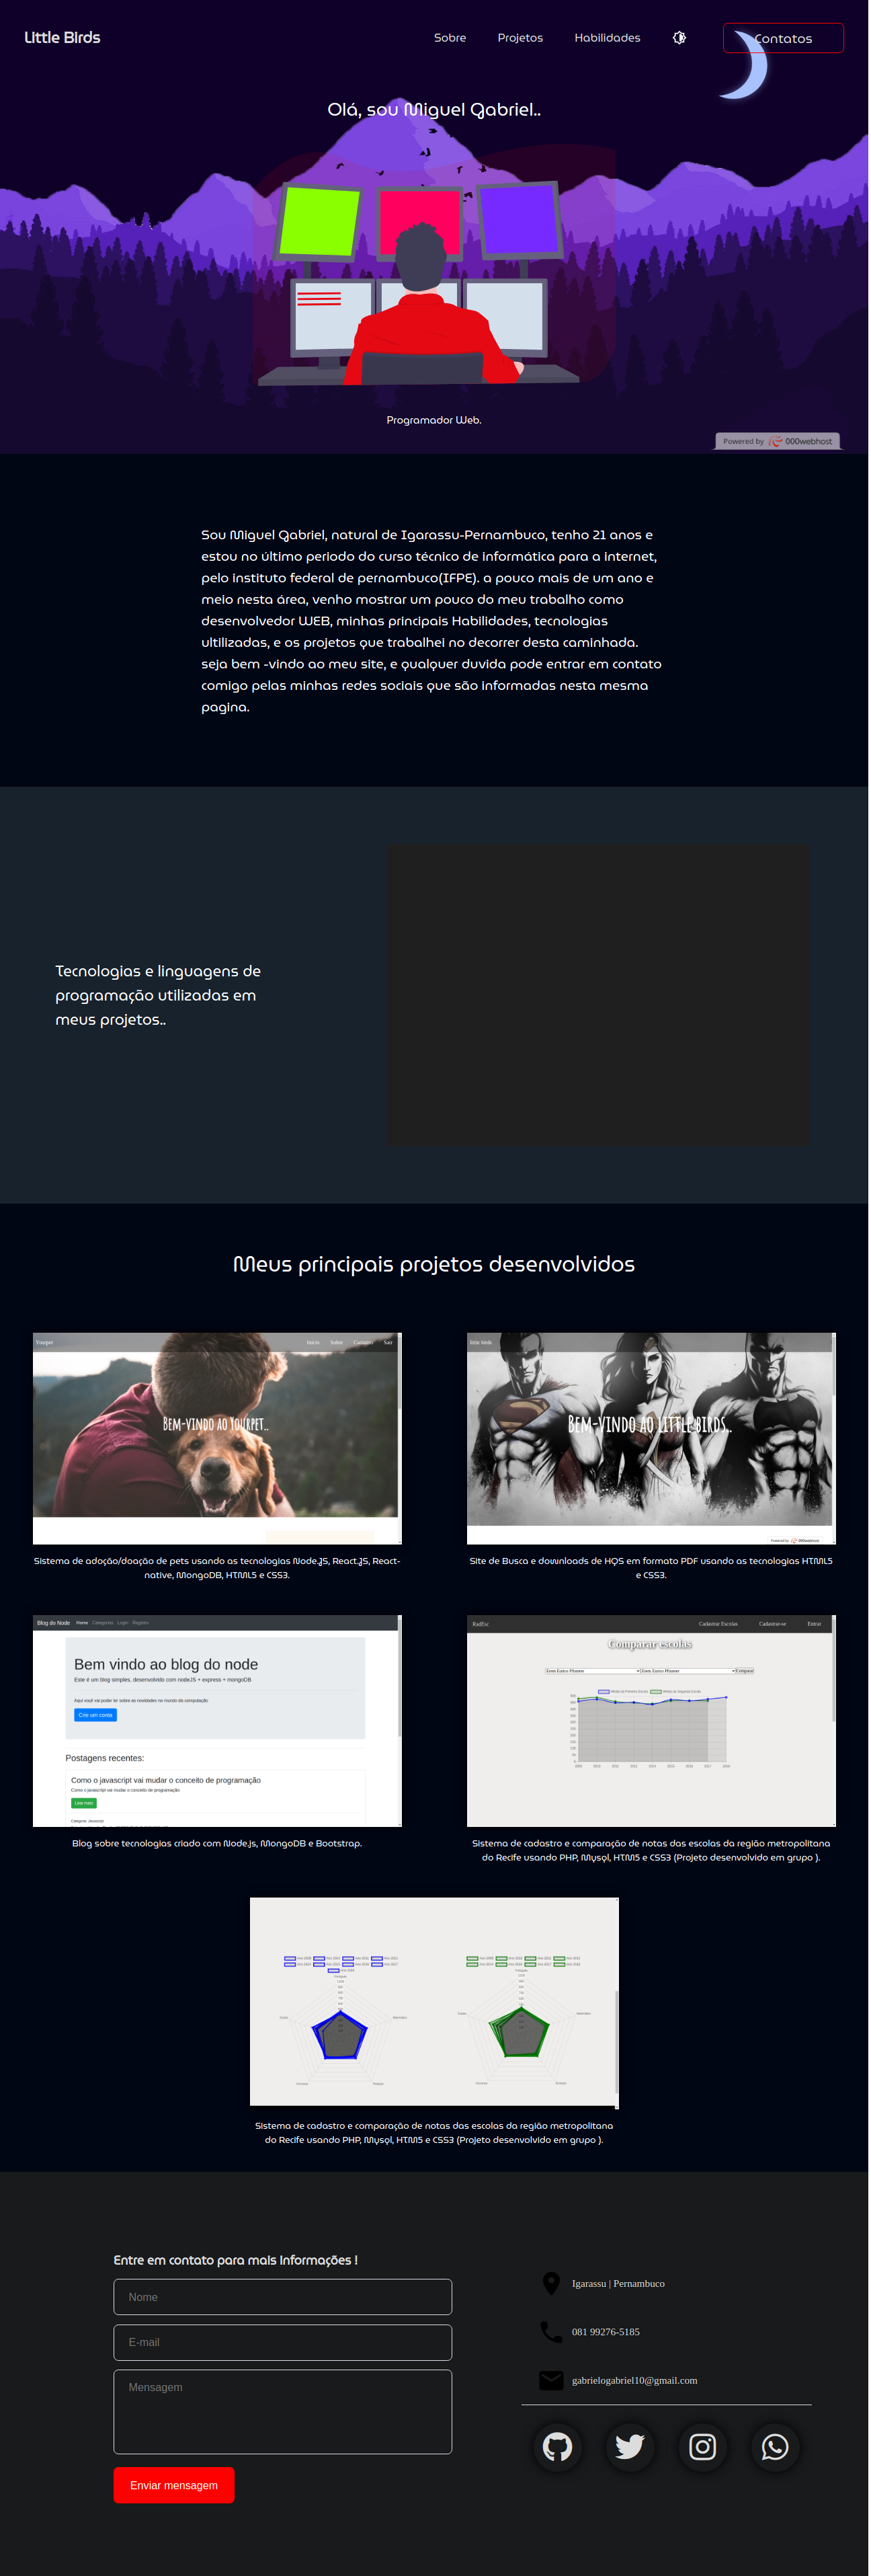 Little Birds
Sobre
Projetos
Habilidades
Contatos
Olá, sou Miguel Gabriel..
Programador Web.
Powered by 000webhost
Sou Miguel Gabriel, natural de Igarassu-Pernambuco, tenho 21 anos e
estou no último periodo do curso técnico de informática para a internet,
pelo instituto federal de pernambuco(IFPE). a pouco mais de um ano e
meio nesta área, venho mostrar um pouco do meu trabalho como
desenvolvedor WEB, minhas principais Habilidades, tecnologias
ultilizadas, e os projetos que trabalhei no decorrer desta caminhada.
seja bem -vindo ao meu site, e qualquer duvida pode entrar em contato
comigo pelas minhas redes sociais que são informadas nesta mesma
pagina.
Tecnologias e linguagens de
programação utilizadas em
meus projetos..
Meus principais projetos desenvolvidos
Yourpet
Inicio
Sobre
Cadastro
Sair
Bem-vindo ao Yourpet..
Sistema de adoção/doação de pets usando as tecnologias Node.JS, React.JS, React-
native, MongoDB, HTML5 e CSS3.
little birds
Bem-vindo ao little birds..
Powered by 000webhost
Site de Busca e downloads de HQS em formato PDF usando as tecnologias HTML5
e CSS3.
Blog do Node
Home
Categorias
Login
Registro
Bem vindo ao blog do node
Este é um blog simples, desenvolvido com nodeJS + express + mongoDB
Aqui você vai poder ler sobre as novidades no mundo da computação
Crie um conta
Postagens recentes:
Como o javascript vai mudar o conceito de programação
Como o javascript vai mudar o conceito de programação
Leia mais
Categoria: Javascript
Blog sobre tecnologias criado com Node.js, MongoDB e Bootstrap.
RadEsc
Cadastrar Escolas
Cadastrar-se
Entrar
Comparar escolas
Comparar
Média da Primeira Escola
Média da Segunda Escola
Sistema de cadastro e comparação de notas das escolas da região metropolitana
do Recife usando PHP, Mysql, HTM5 e CSS3 (Projeto desenvolvido em grupo ).
Sistema de cadastro e comparação de notas das escolas da região metropolitana
do Recife usando PHP, Mysql, HTM5 e CSS3 (Projeto desenvolvido em grupo ).
Entre em contato para mais informações !
Nome
E-mail
Mensagem
Enviar mensagem
Igarassu | Pernambuco
081 99276-5185
gabrielogabriel10@gmail.com